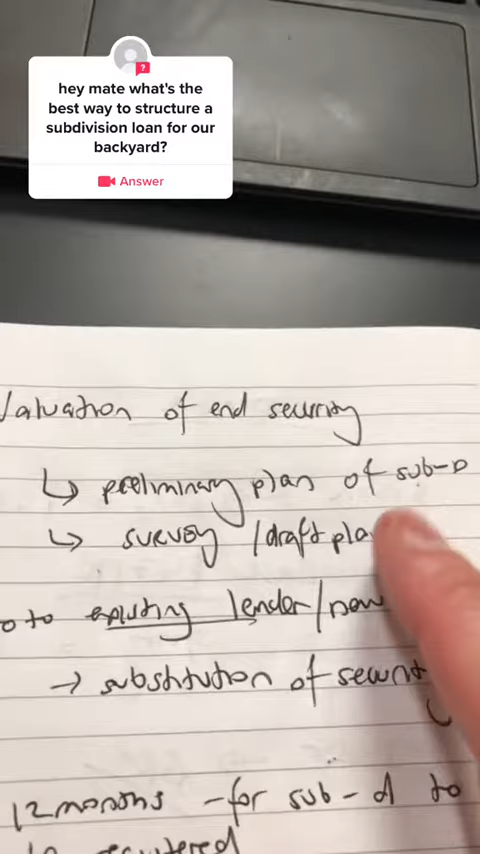 hey mate what's the
best way to structure a
subdivision loan for our
backyard?
Answer
Valuation of end security
↳ preliminary plan of sub-D
↳ survey /draft pla
to existing lender/new
→ substitution of securit
12 months -for sub-d to
registered